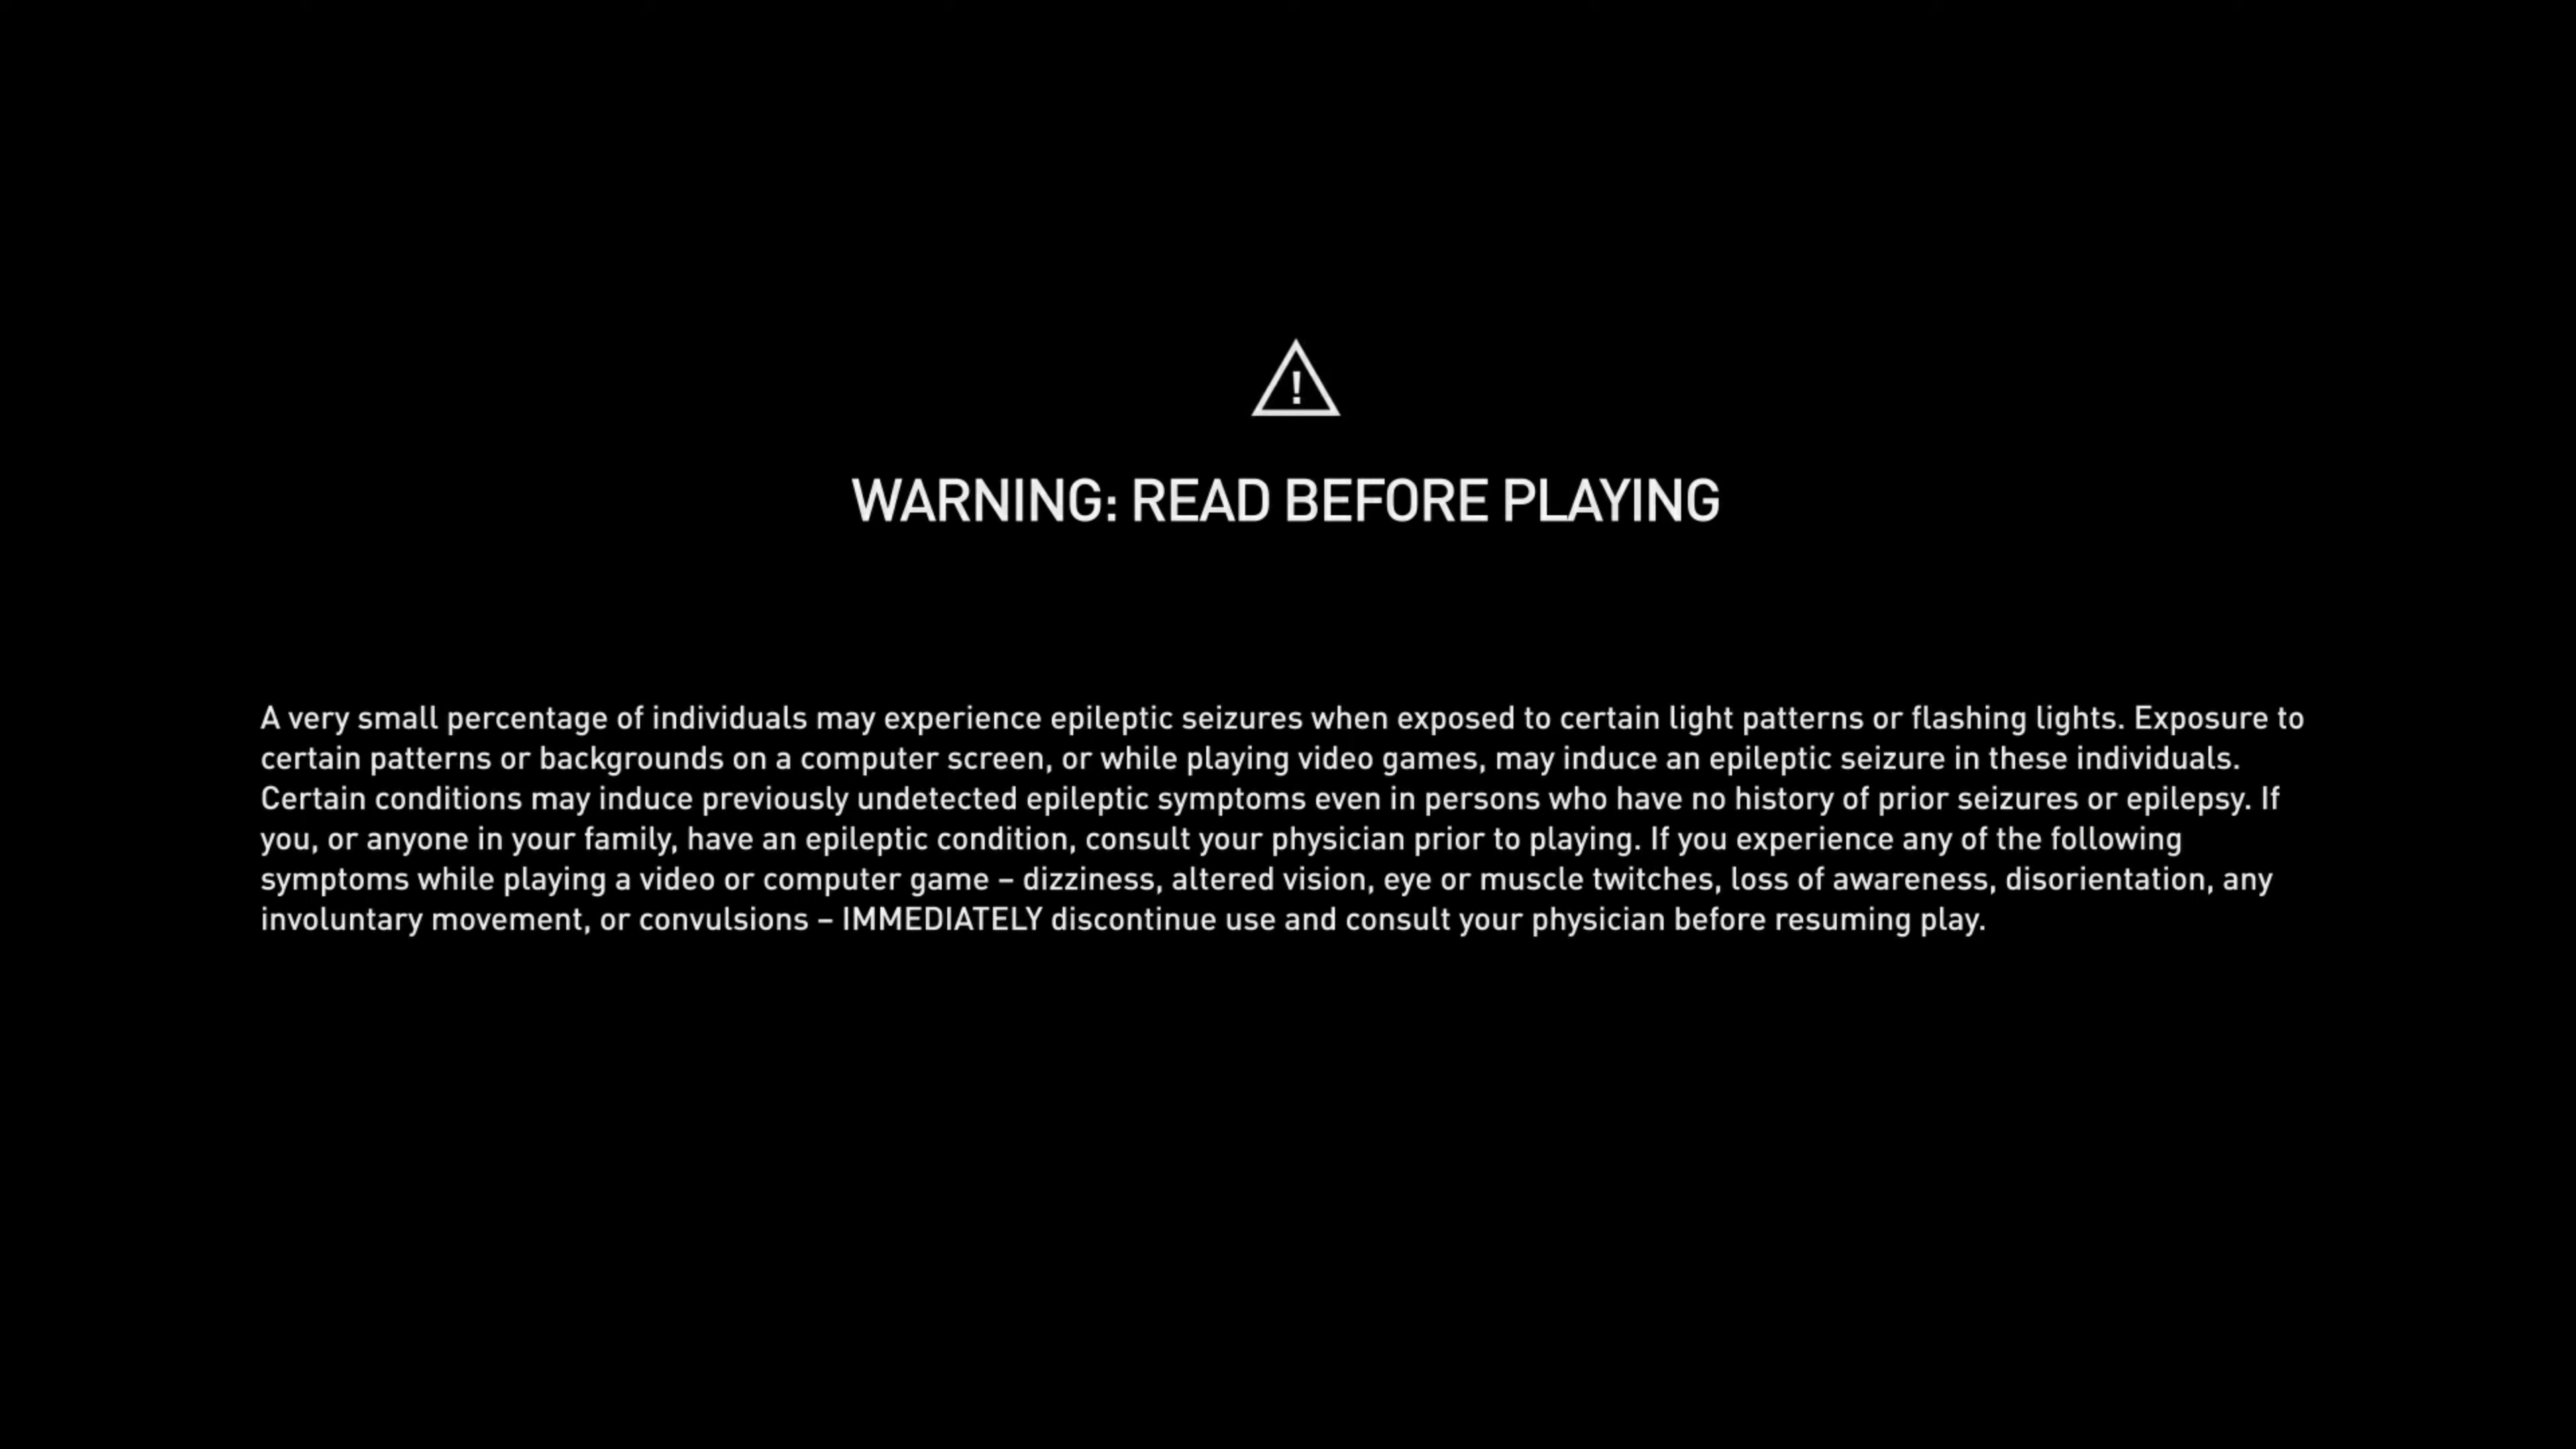 !
WARNING: READ BEFORE PLAYING
A very small percentage of individuals may experience epileptic seizures when exposed to certain light patterns or flashing lights. Exposure to
certain patterns or backgrounds on a computer screen, or while playing video games, may induce an epileptic seizure in these individuals.
Certain conditions may induce previously undetected epileptic symptoms even in persons who have no history of prior seizures or epilepsy. If
you, or anyone in your family, have an epileptic condition, consult your physician prior to playing. If you experience any of the following
symptoms while playing a video or computer game – dizziness, altered vision, eye or muscle twitches, loss of awareness, disorientation, any
involuntary movement, or convulsions – IMMEDIATELY discontinue use and consult your physician before resuming play.